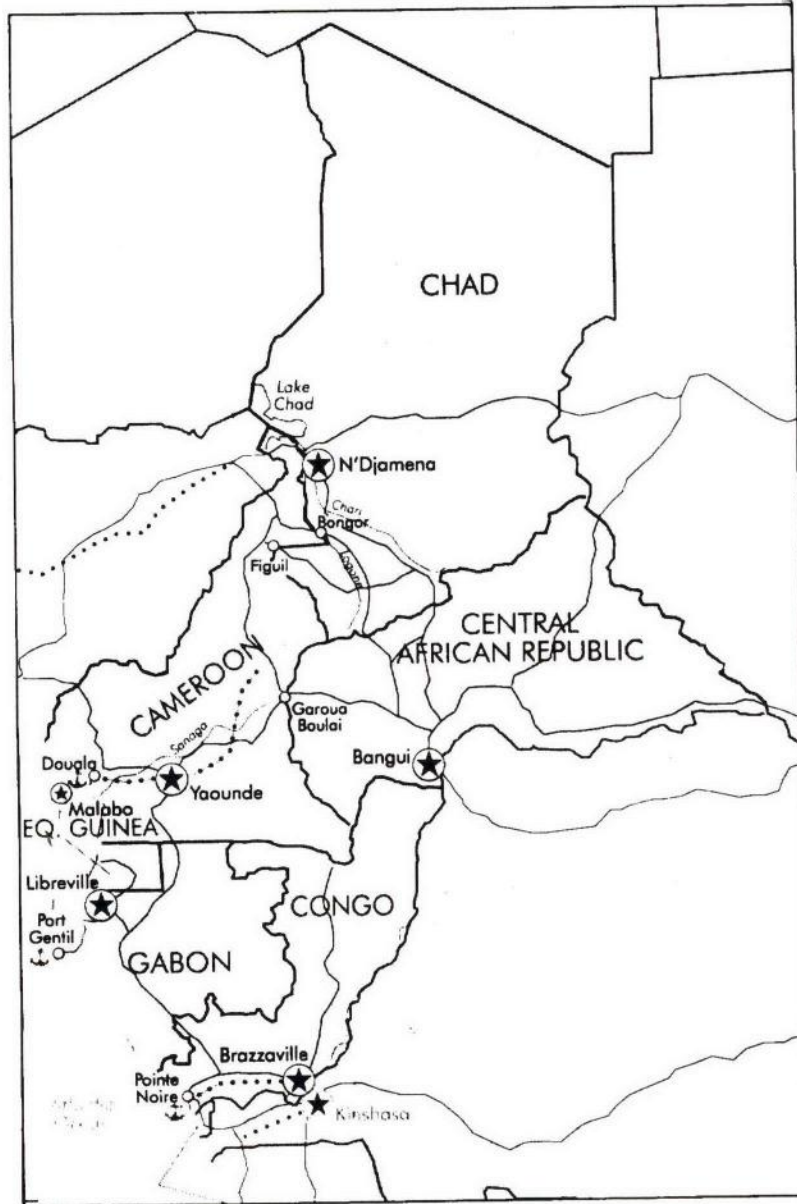 CHAD
Lake
Chad
N'Djamena
Chari
Bongor
Figuil
Logone
CENTRAL
AFRICAN REPUBLIC
CAMEROON
Garoua
Boulai
Sanaga
Douala
Bangui
Yaounde
Malabo
EQ. GUINEA
Libreville
CONGO
Port
Gentil
GABON
Brazzaville
Pointe
Noire
Kinshasa